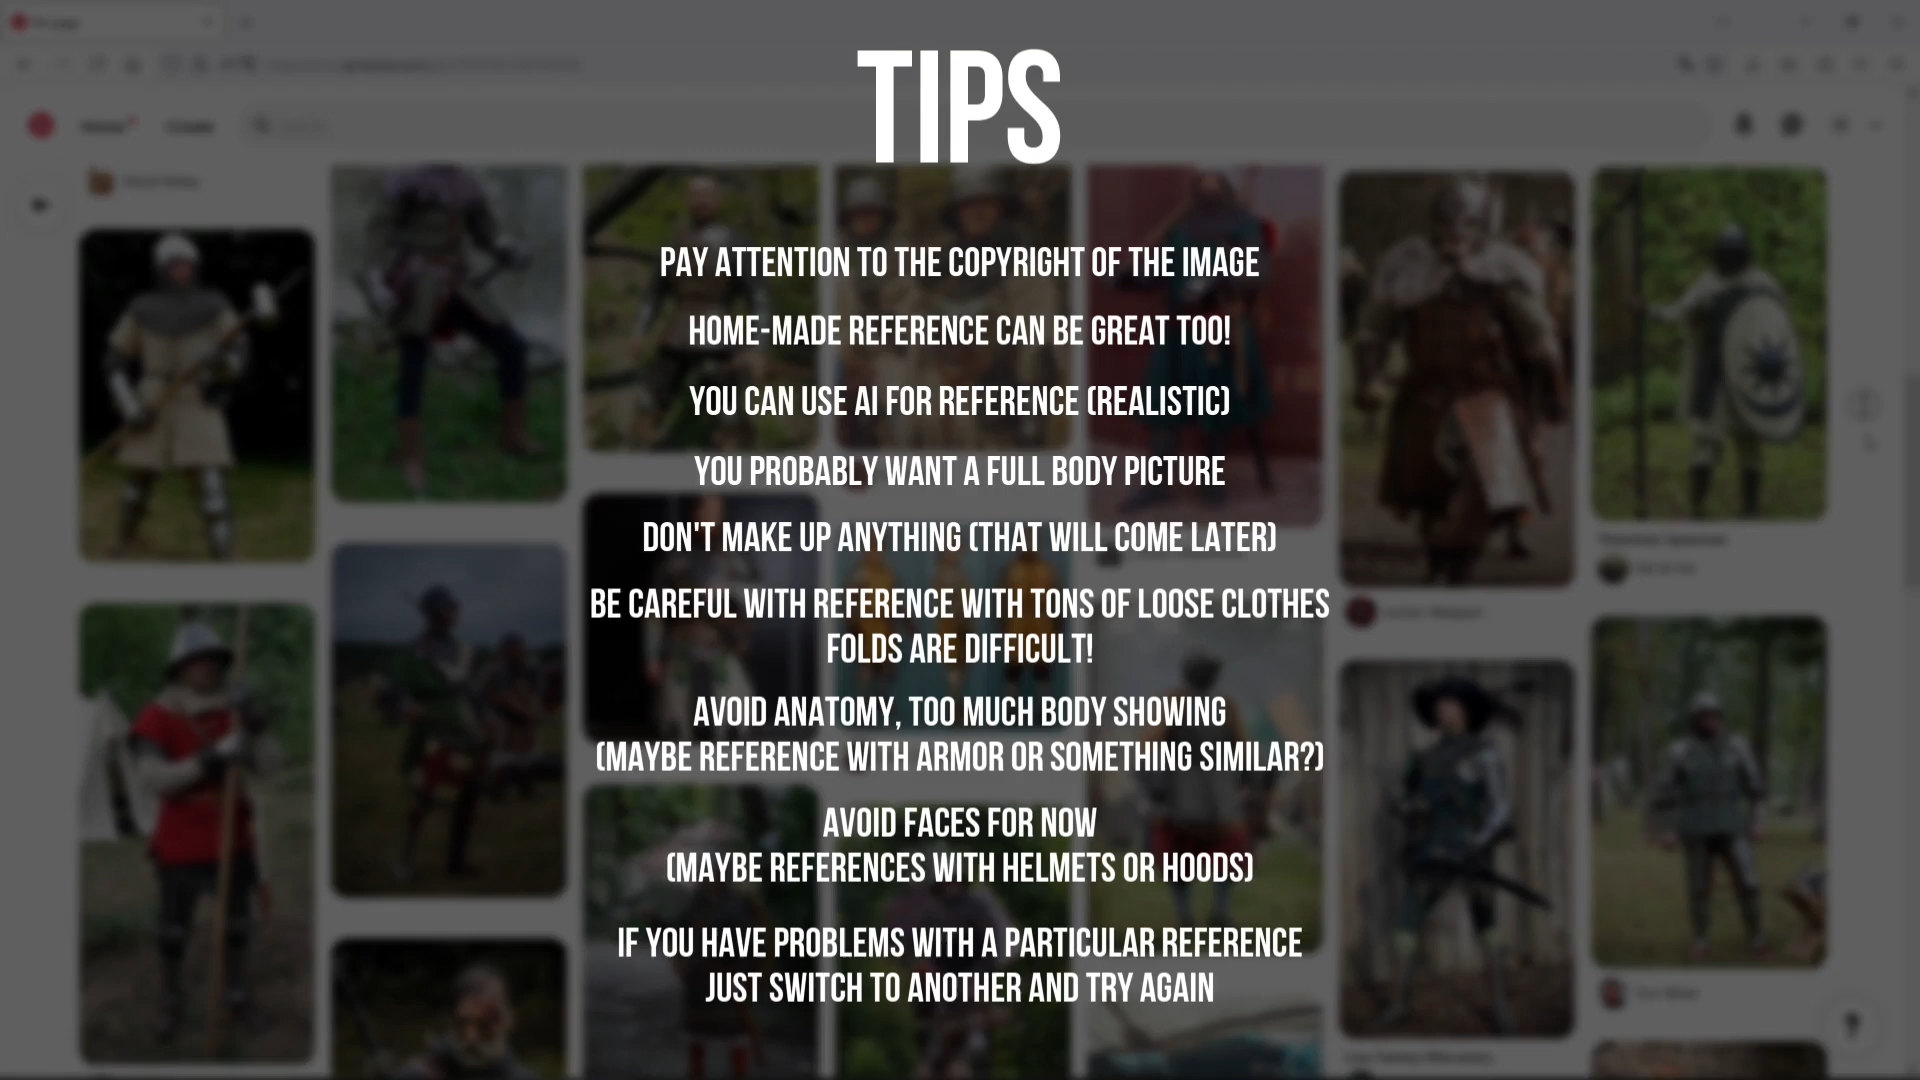 TIPS
PAY ATTENTION TO THE COPYRIGHT OF THE IMAGE
HOME-MADE REFERENCE CAN BE GREAT TOO!
YOU CAN USE AI FOR REFERENCE (REALISTIC)
YOU PROBABLY WANT A FULL BODY PICTURE
DON'T MAKE UP ANYTHING (THAT WILL COME LATER)
BE CAREFUL WITH REFERENCE WITH TONS OF LOOSE CLOTHES
FOLDS ARE DIFFICULT!
AVOID ANATOMY, TOO MUCH BODY SHOWING
(MAYBE REFERENCE WITH ARMOR OR SOMETHING SIMILAR?)
AVOID FACES FOR NOW
(MAYBE REFERENCES WITH HELMETS OR HOODS)
IF YOU HAVE PROBLEMS WITH A PARTICULAR REFERENCE
JUST SWITCH TO ANOTHER AND TRY AGAIN